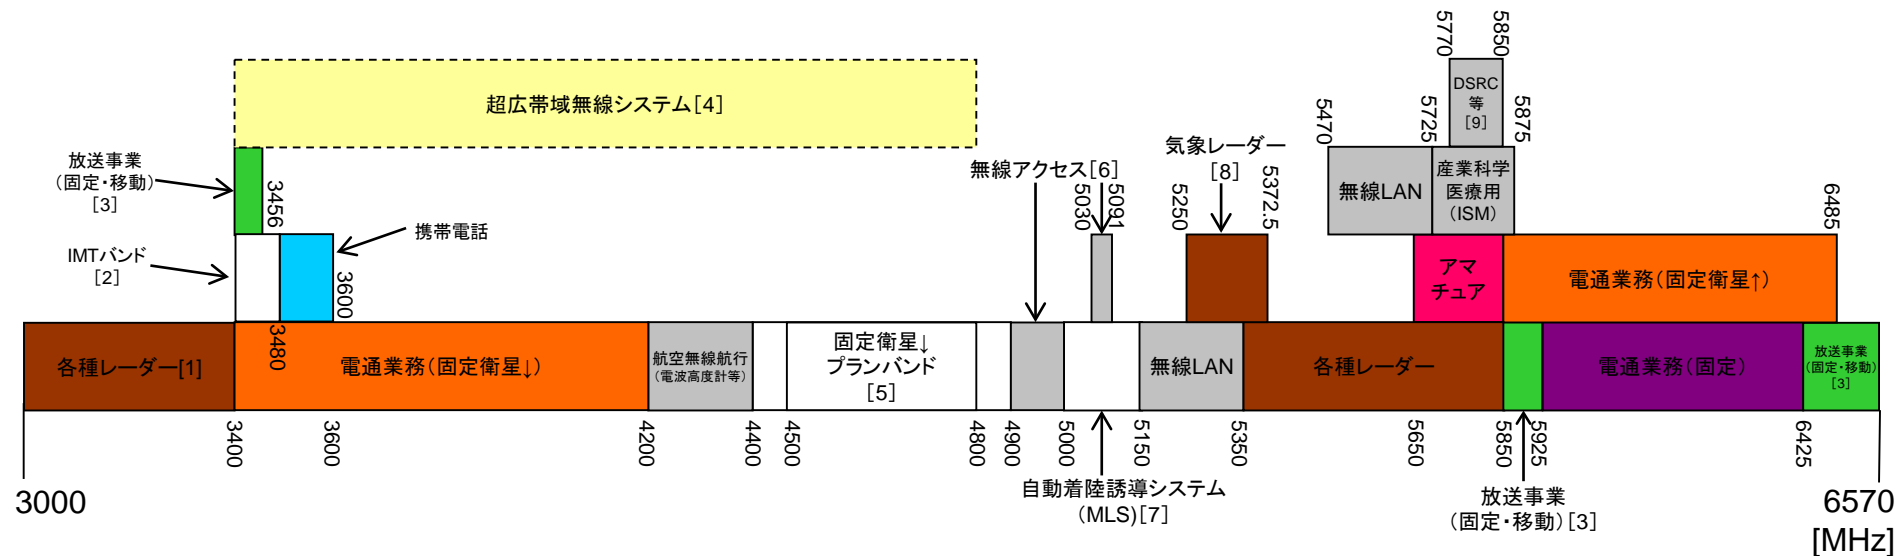 5770
5850
DSRC
等
[9]
超広帯域無線システム[4]
5470
5725
5875
放送事業
(固定・移動)
[3]
3456
無線アクセス[6]
5030
5091
気象レーダー
[8]
5250
5372.5
無線LAN
産業科学
医療用
(ISM)
6485
携帯電話
IMTバンド
[2]
3600
アマ
チュア
電通業務(固定衛星↑)
各種レーダー[1]
3480
電通業務(固定衛星↓)
航空無線航行
(電波高度計等)
固定衛星↓
プランバンド
[5]
無線LAN
各種レーダー
電通業務(固定)
放送事業
(固定・移動)
[3]
3400
3600
4200
4400
4500
4800
4900
5000
5150
5350
5650
5850
5925
6425
3000
自動着陸誘導システム
(MLS)[7]
放送事業
(固定・移動)[3]
6570
[MHz]